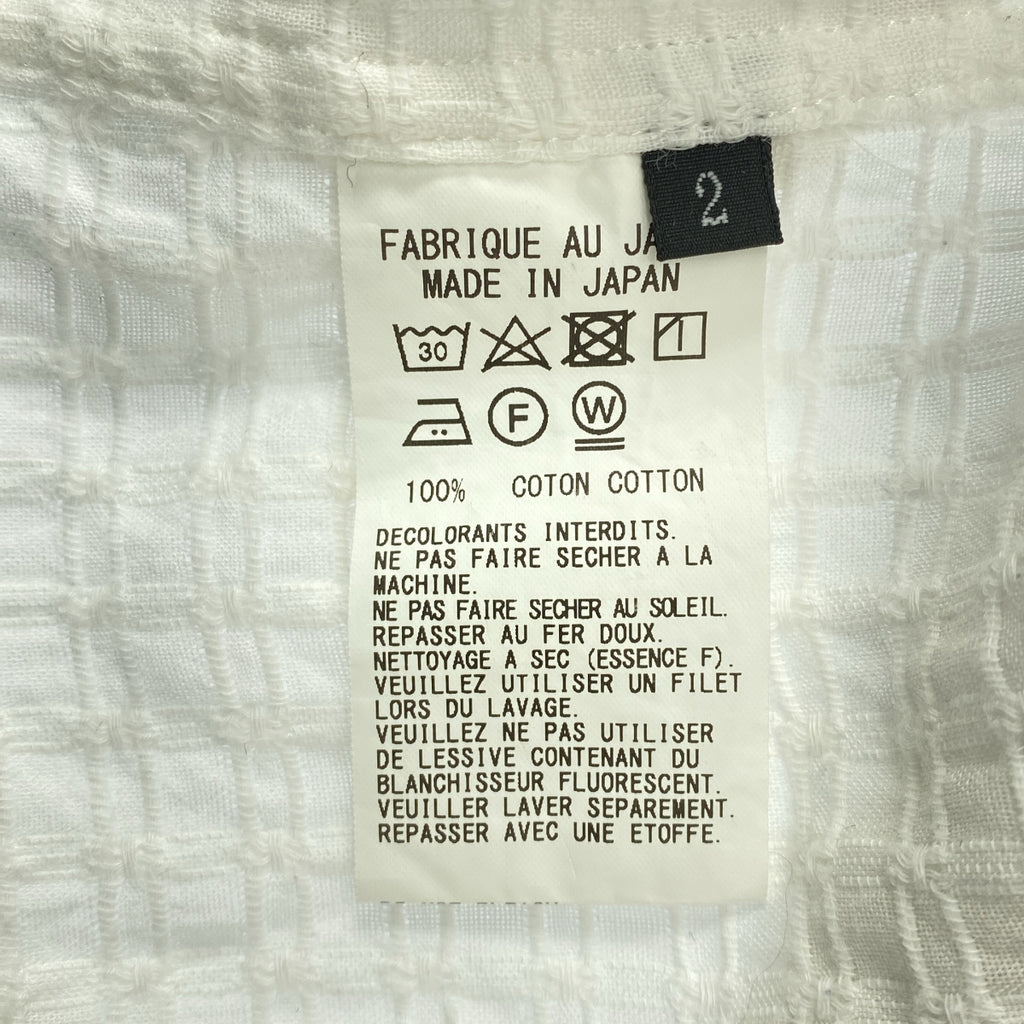 2
FABRIQUE AU
MADE IN JAPAN
30
F
W
100% COTON COTTON
DECOLORANTS INTERDITS.
NE PAS FAIRE SECHER A LA
MACHINE.
NE PAS FAIRE SECHER AU SOLEIL.
REPASSER AU FER DOUX.
NETTOYAGE A SEC (ESSENCE F).
VEUILLEZ UTILISER UN FILET
LORS DU LAVAGE.
VEUILLEZ NE PAS UTILISER
DE LESSIVE CONTENANT DU
BLANCHISSEUR FLUORESCENT.
VEUILLER LAVER SEPAREMENT.
REPASSER AVEC UNE ETOFFE.